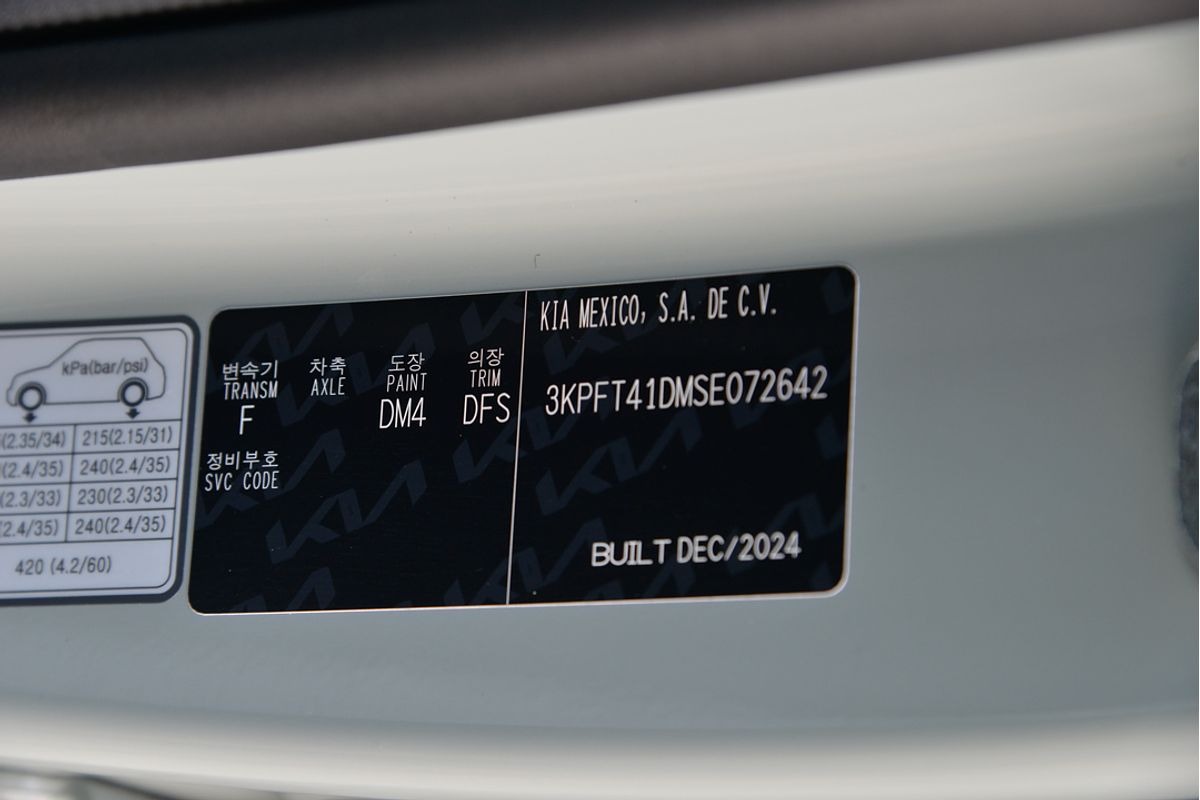 kPa(bar/psi)
(2.35/34) 215(2.15/31)
(2.4/35) 240(2.4/35)
(2.3/33) 230(2.3/33)
(2.4/35) 240(2.4/35)
420 (4.2/60)
변속기 차축 도장 의장
TRANSM AXLE PAINT TRIM
F DM4 DFS
정비부호
SVC CODE
KIA MEXICO, S.A. DE C.V.
3KPFT41DMSE072642
BUILT DEC/2024